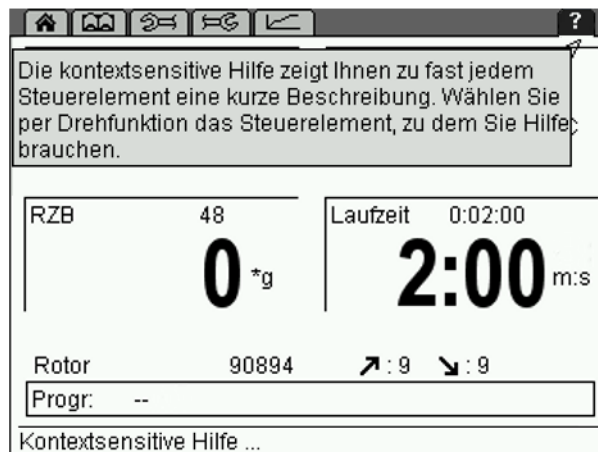 ?
Die kontextsensitive Hilfe zeigt Ihnen zu fast jedem
Steuerelement eine kurze Beschreibung. Wählen Sie
per Drehfunktion das Steuerelement, zu dem Sie Hilfe
brauchen.
RZB 48
0 *g
Laufzeit 0:02:00
2:00 m:s
Rotor 90894 ↗: 9 ↘: 9
Progr: --
Kontextsensitive Hilfe ...